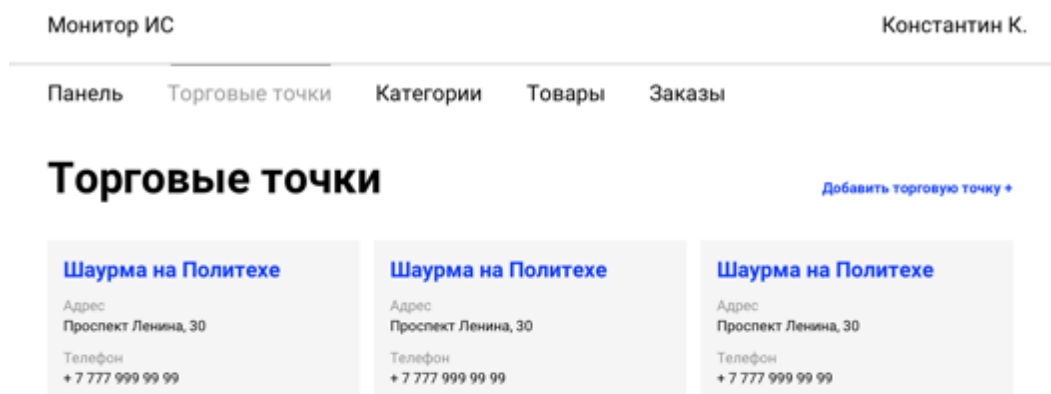 Монитор ИС Константин К.
Панель Торговые точки Категории Товары Заказы
Торговые точки Добавить торговую точку +
Шаурма на Политехе Шаурма на Политехе Шаурма на Политехе
Адрес Адрес Адрес
Проспект Ленина, 30 Проспект Ленина, 30 Проспект Ленина, 30
Телефон Телефон Телефон
+ 7 777 999 99 99 + 7 777 999 99 99 + 7 777 999 99 99